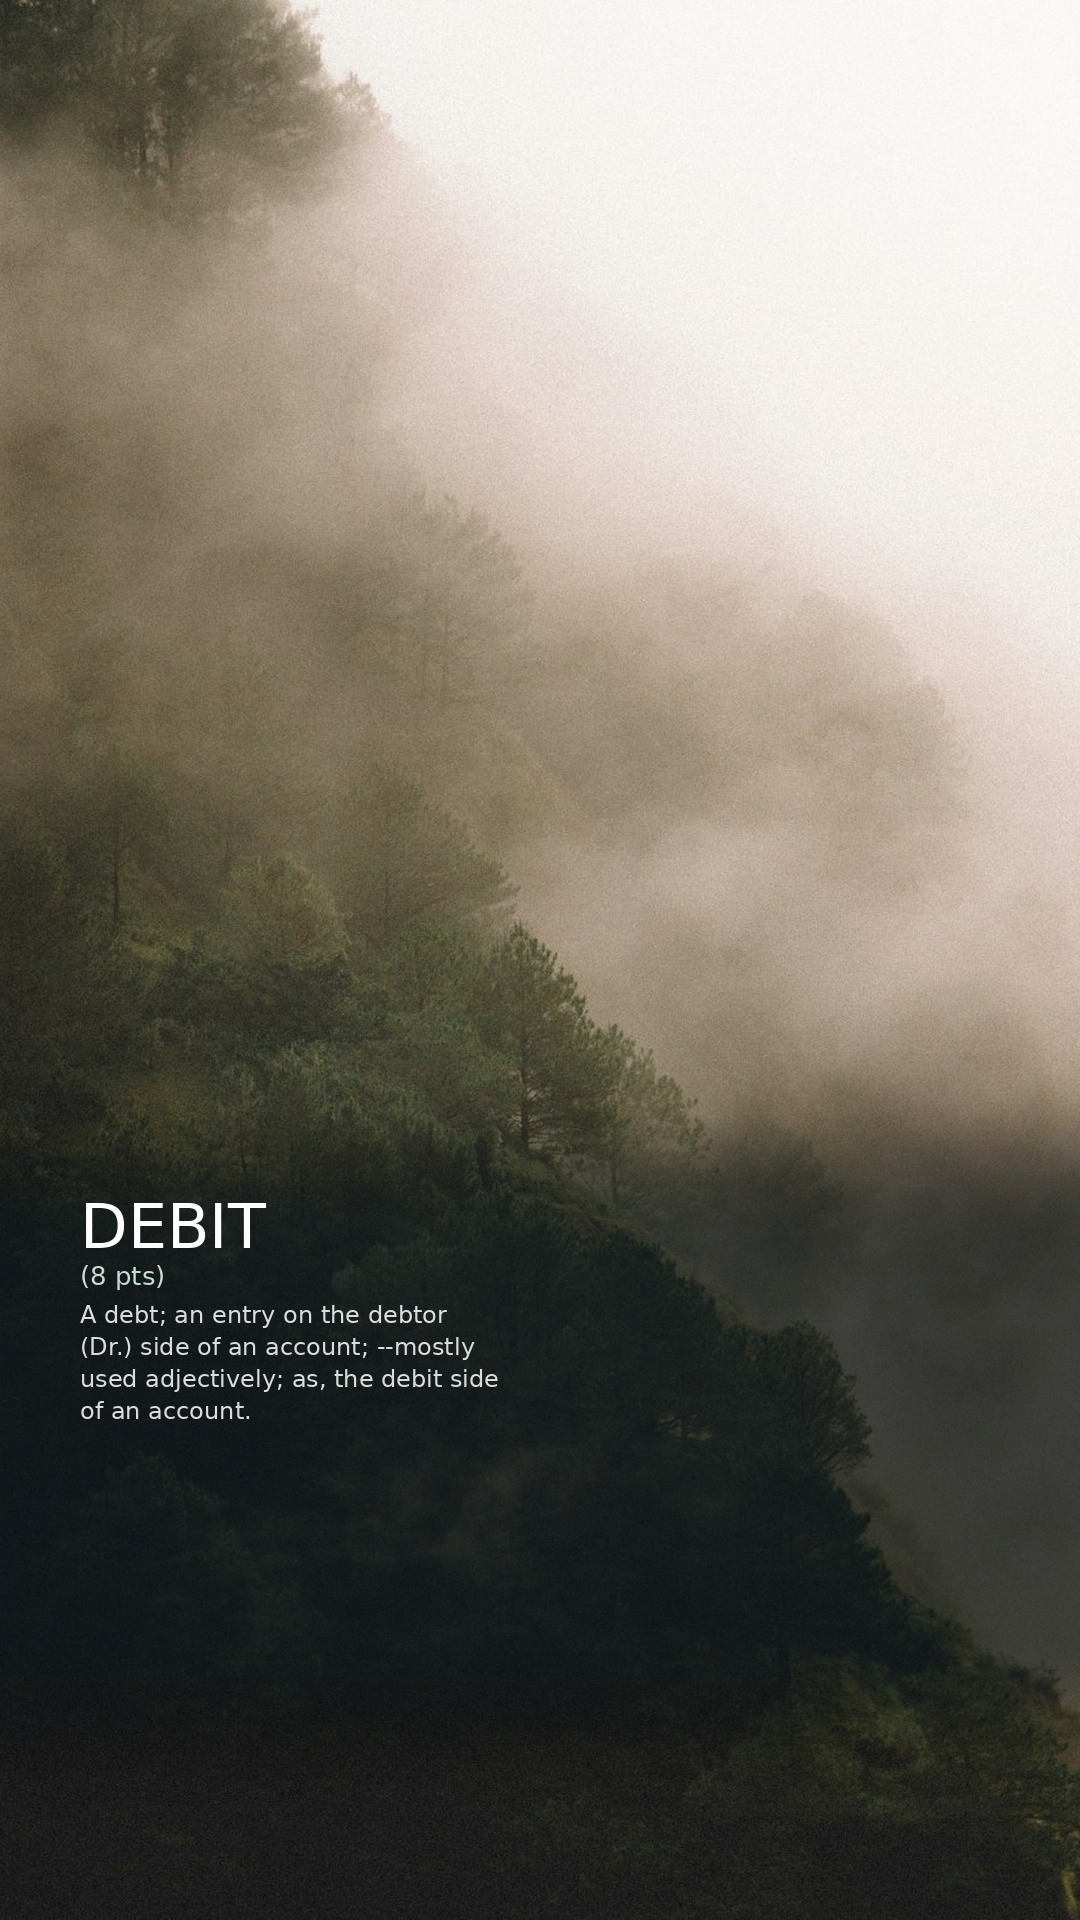 DEBIT
(8 pts)
A debt; an entry on the debtor
(Dr.) side of an account; --mostly
used adjectively; as, the debit side
of an account.